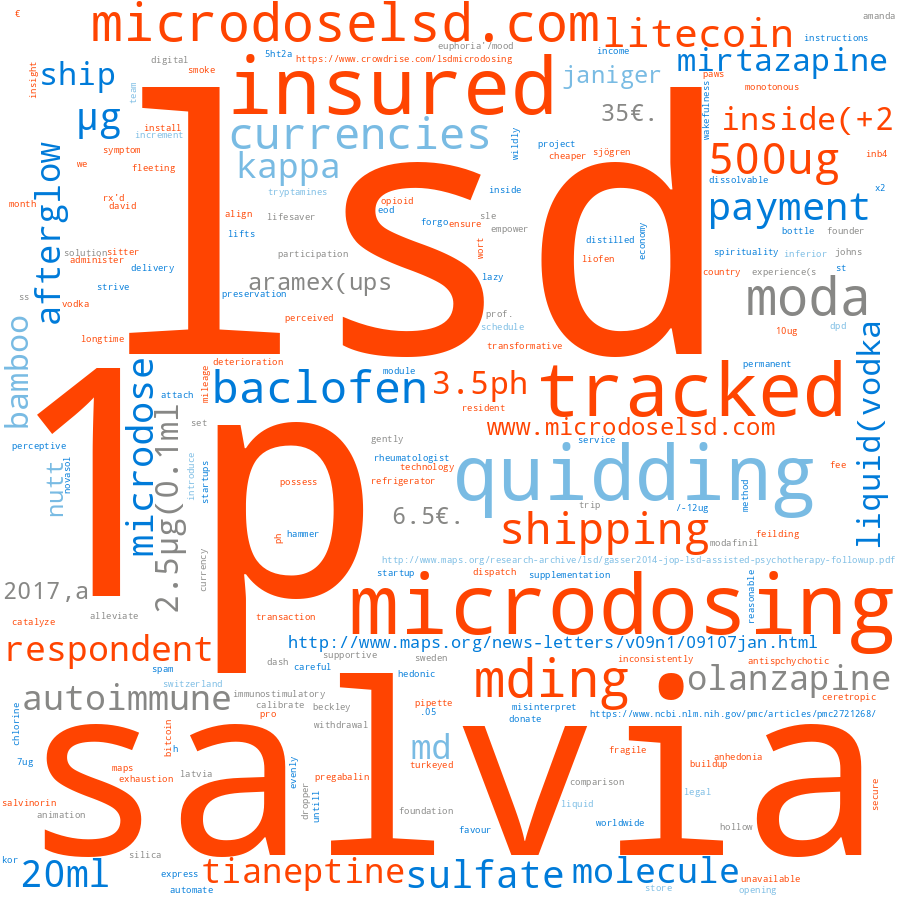 €
microdoselsd.com
litecoin
amanda
instructions
income
euphoria'/mood
https://www.crowdrise.com/lsdmicrodosing
5ht2a
digital
smoke
insight
ship
team
insured
janiger
mirtazapine
paws
monotonous
wakefulness
µg
install
increment
currencies
wildly
35€.
project
cheaper
sjögren
inside(+2
500ug
inb4
symptom
we
fleeting
afterglow
kappa
tryptamines
inside
dissolvable
x2
rx'd
david
month
align
lifesaver
opioid
eod
forgo
ensure
sle
empower
payment
bottle
founder
lifts
wort
distilled
liofen
economy
lsd
solution
sitter
administer
delivery
participation
lazy
spirituality
inferior
johns
country
experience(s
st
ss
strive
vodka
preservation
aramex(ups
prof.
schedule
moda
longtime
perceived
transformative
10ug
dpd
bamboo
microdose
2.5µg(0.1ml
deterioration
module
permanent
liquid(vodka
attach
mileage
baclofen
3.5ph
tracked
set
resident
www.microdoselsd.com
perceptive
nutt
novasol
introduce
startups
1p
gently
rheumatologist
technology
refrigerator
service
quidding
fee
possess
trip
/-12ug
method
6.5€.
shipping
feilding
modafinil
ph
hammer
http://www.maps.org/research-archive/lsd/gasser2014-jop-lsd-assisted-psychotherapy-followup.pdf
currency
startup
dispatch
supplementation
reasonable
2017,a
alleviate
catalyze
transaction
microdosing
respondent
http://www.maps.org/news-letters/v09n1/09107jan.html
spam
dash
supportive
careful
sweden
hedonic
inconsistently
antispchychotic
switzerland
mding
olanzapine
autoimmune
immunostimulatory
calibrate
beckley
pro
withdrawal
pipette
.05
misinterpret
donate
https://www.ncbi.nlm.nih.gov/pmc/articles/pmc2721268/
ceretropic
chlorine
bitcoin
h
md
turkeyed
fragile
anhedonia
buildup
7ug
maps
exhaustion
latvia
evenly
pregabalin
comparison
legal
secure
salvia
salvinorin
animation
dropper
untill
foundation
liquid
favour
worldwide
hollow
kor
silica
20ml
express
automate
tianeptine
sulfate
molecule
store
unavailable
opening